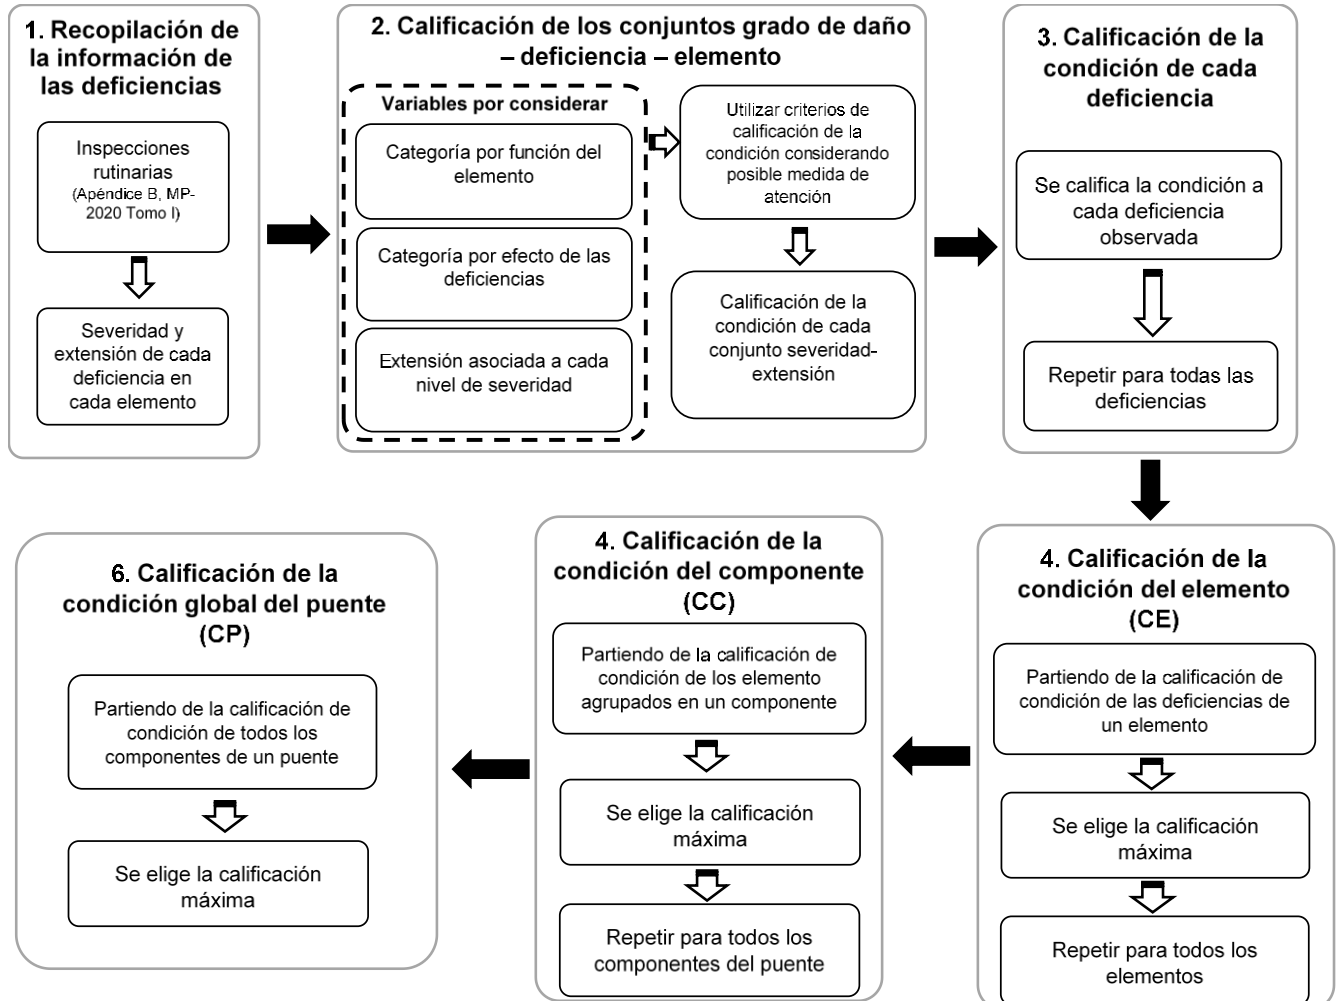 1. Recopilación de
la información de
las deficiencias
Inspecciones
rutinarias
(Apéndice B, MP-
2020 Tomo I)
Severidad y
extensión de cada
deficiencia en
cada elemento
2. Calificación de los conjuntos grado de daño
– deficiencia – elemento
Variables por considerar
Categoría por función del
elemento
Categoría por efecto de las
deficiencias
Extensión asociada a cada
nivel de severidad
Utilizar criterios de
calificación de la
condición considerando
posible medida de
atención
Calificación de la
condición de cada
conjunto severidad-
extensión
3. Calificación de la
condición de cada
deficiencia
Se califica la condición a
cada deficiencia
observada
Repetir para todas las
deficiencias
4. Calificación de la
condición del elemento
(CE)
Partiendo de la calificación de
condición de las deficiencias de
un elemento
Se elige la calificación
máxima
Repetir para todos los
elementos
4. Calificación de la
condición del componente
(CC)
Partiendo de la calificación de
condición de los elemento
agrupados en un componente
Se elige la calificación
máxima
Repetir para todos los
componentes del puente
6. Calificación de la
condición global del puente
(CP)
Partiendo de la calificación de
condición de todos los
componentes de un puente
Se elige la calificación
máxima